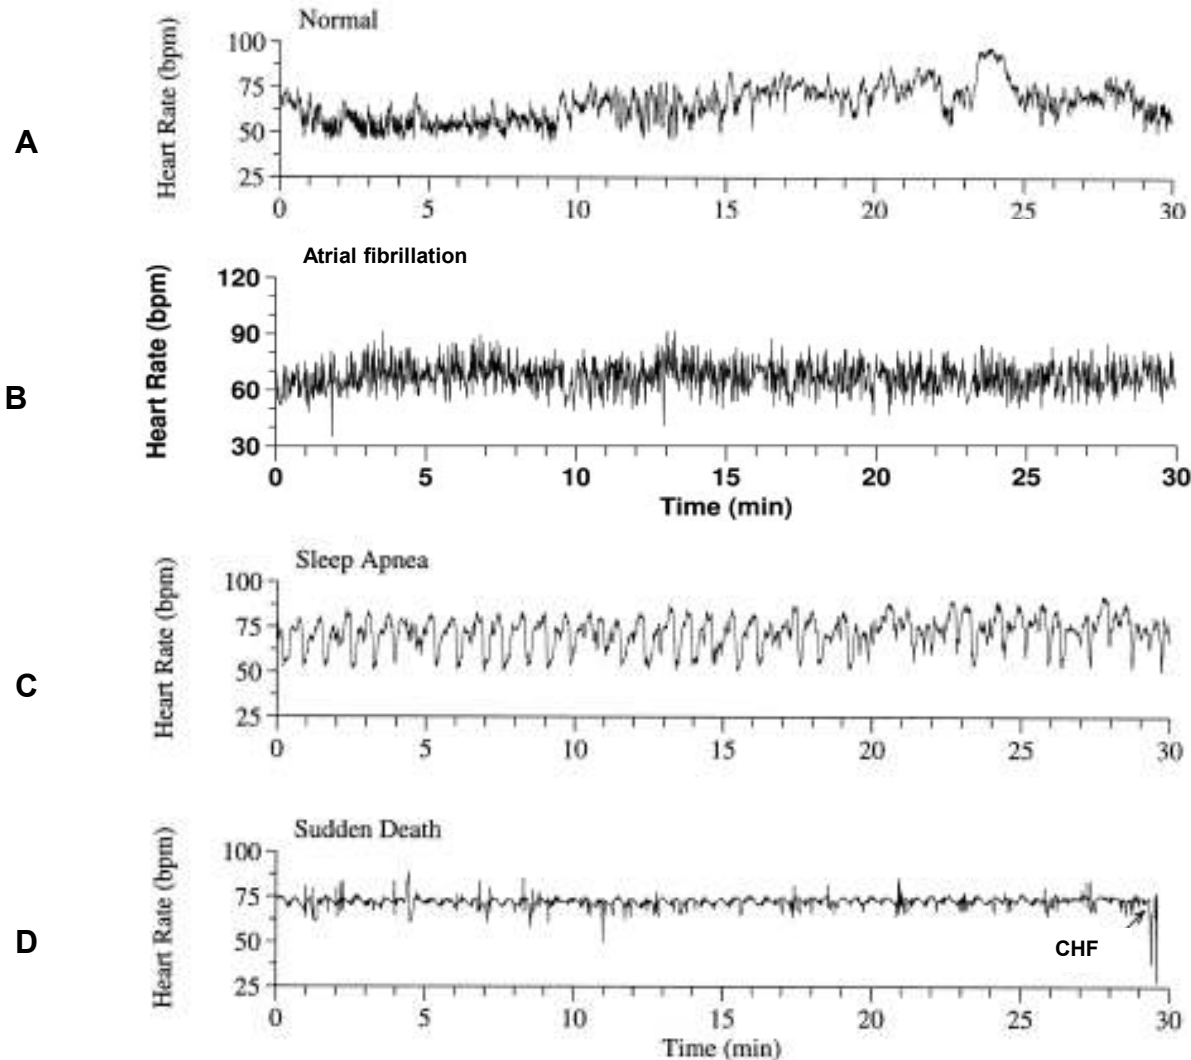 Normal
Heart Rate (bpm)
100
75
50
25
A
0 5 10 15 20 25 30
Atrial fibrillation
Heart Rate (bpm)
120
90
60
30
B
0 5 10 15 20 25 30
Time (min)
Sleep Apnea
Heart Rate (bpm)
100
75
50
25
C
0 5 10 15 20 25 30
Sudden Death
Heart Rate (bpm)
100
75
50
25
D
CHF
0 5 10 15 20 25 30
Time (min)